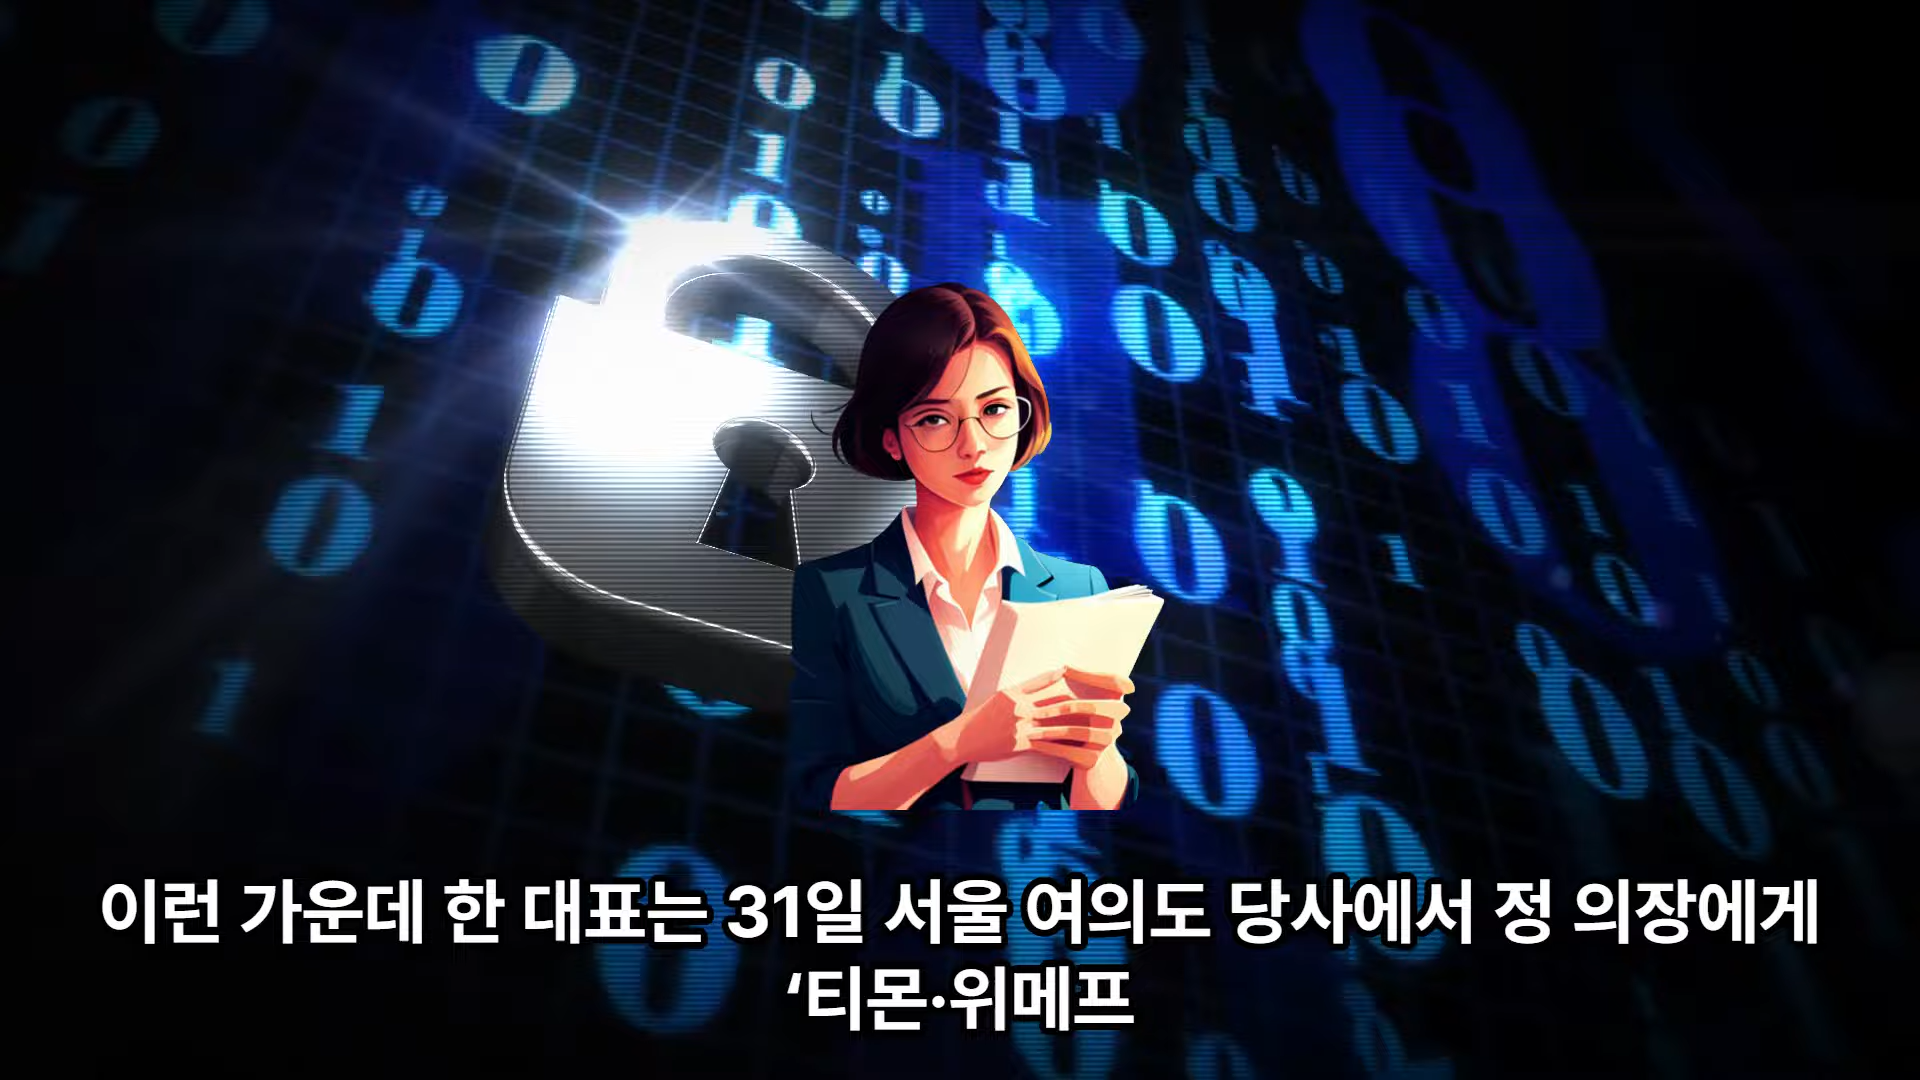 이런 가운데 한 대표는 31일 서울 여의도 당사에서 정 의장에게
‘티몬·위메프